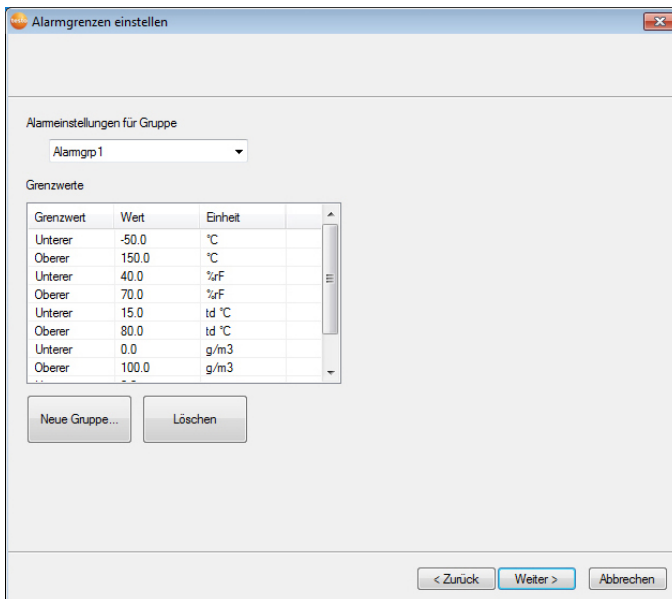 Alarmgrenzen einstellen
Alarmeinstellungen für Gruppe
Alarmgrp1
Grenzwerte
Grenzwert Wert Einheit
Unterer -50.0 °C
Oberer 150.0 °C
Unterer 40.0 %rF
Oberer 70.0 %rF
Unterer 15.0 td °C
Oberer 80.0 td °C
Unterer 0.0 g/m3
Oberer 100.0 g/m3
Neue Gruppe... Löschen
< Zurück Weiter > Abbrechen